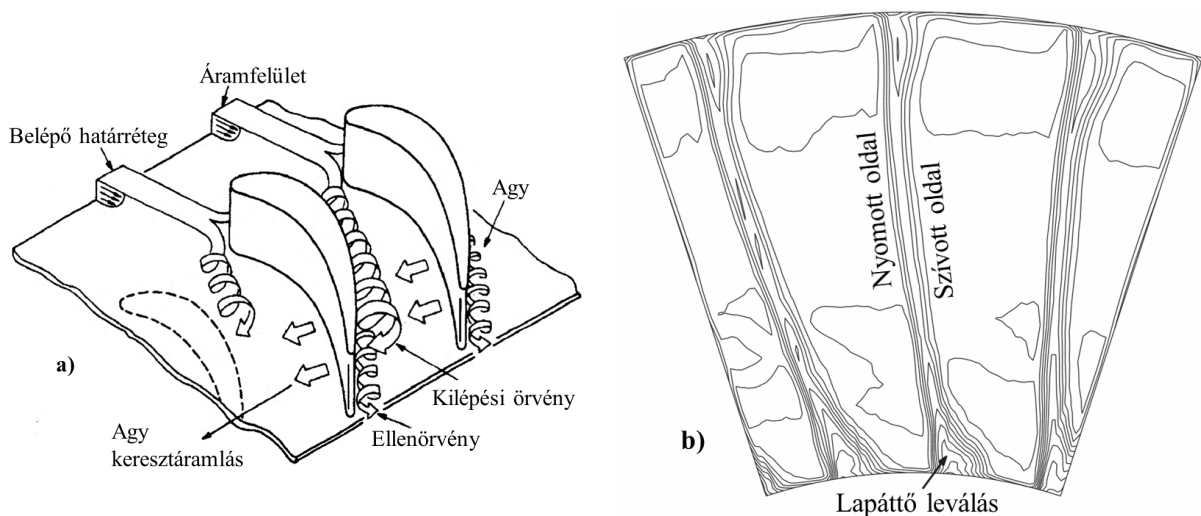 Áramfelület
Belépő határréteg
Agy
a)
Kilépési örvény
Ellenörvény
Agy
keresztáramlás
Nyomott oldal
Szívott oldal
b)
Lapáttő leválás